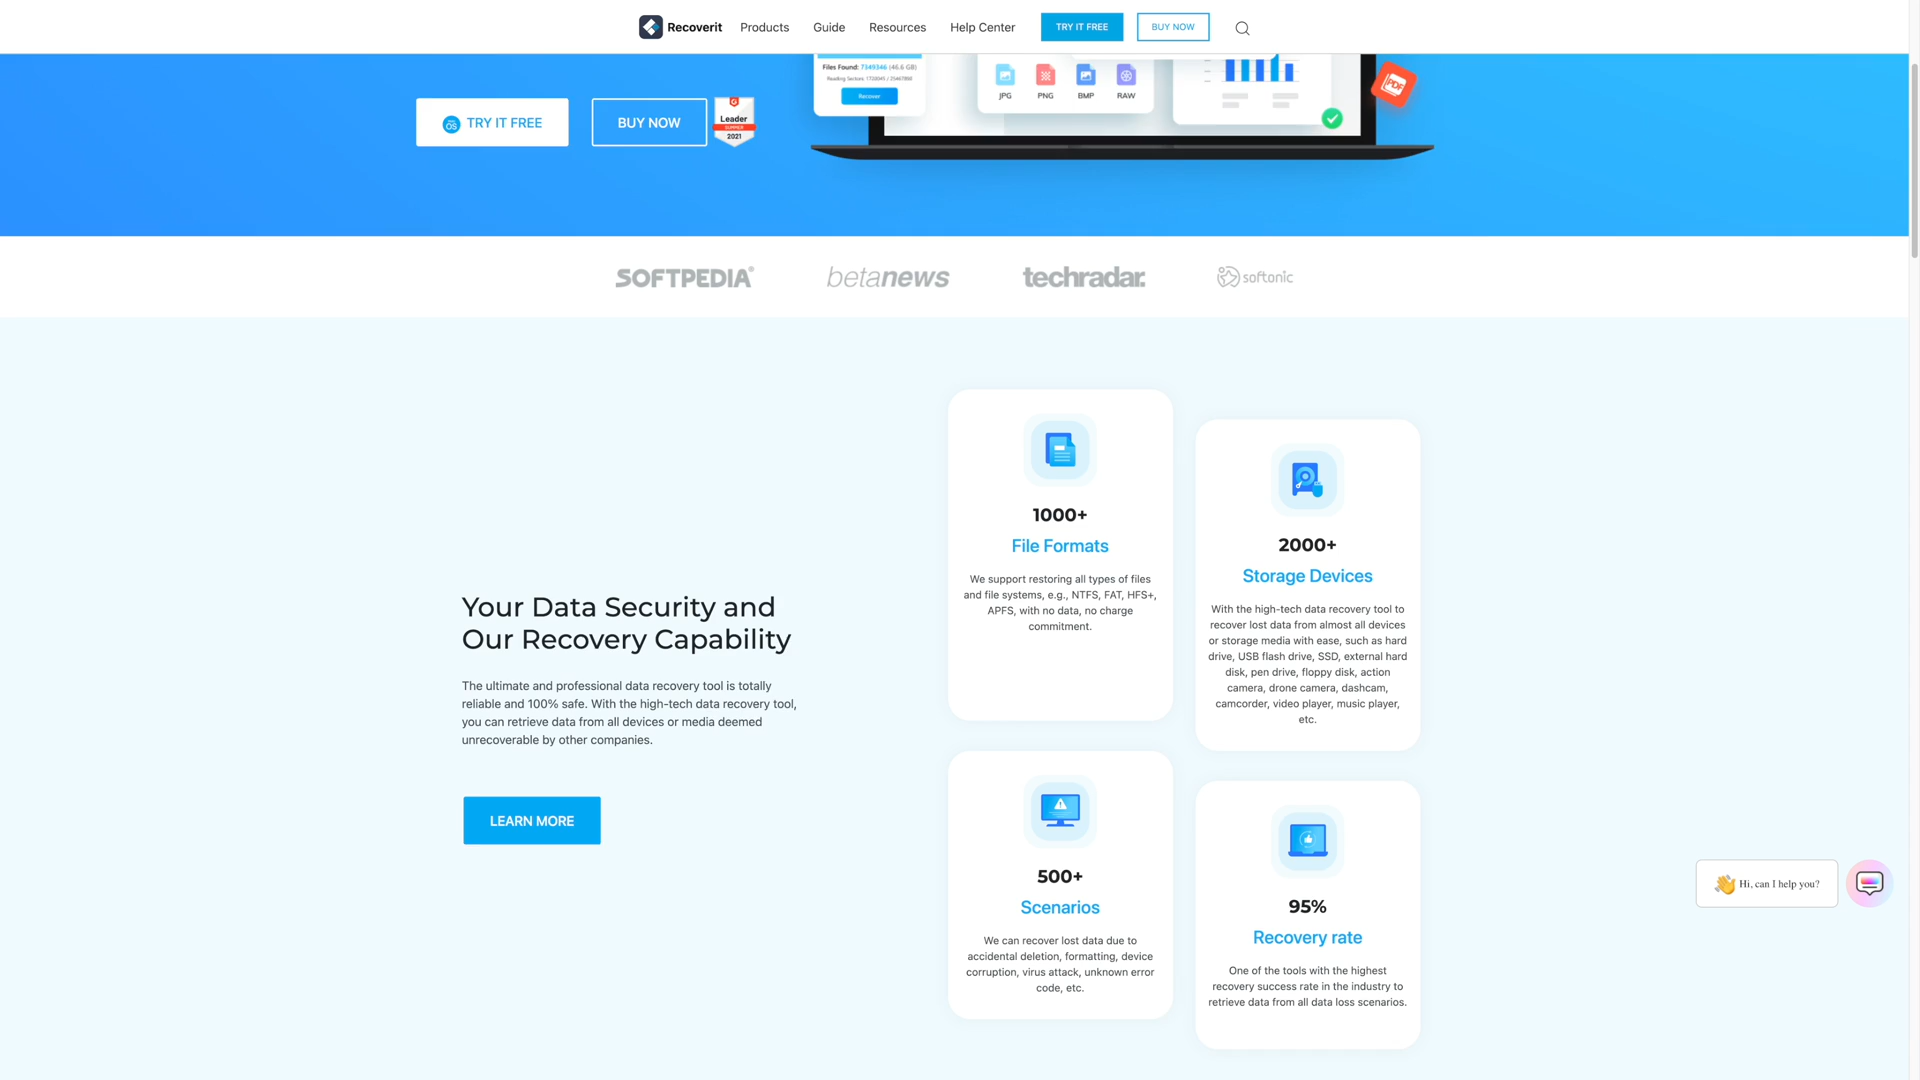 Recoverit
Products
Guide
Resources
Help Center
TRY IT FREE
BUY NOW
Files Found: 7349346 (46.6 GB)
Recover
JPG
PNG
BMP
RAW
PDF
TRY IT FREE
BUY NOW
Leader
SUMMER
2021
SOFTPEDIA®
betanews
techradar.
softonic
Your Data Security and
Our Recovery Capability
The ultimate and professional data recovery tool is totally
reliable and 100% safe. With the high-tech data recovery tool,
you can retrieve data from all devices or media deemed
unrecoverable by other companies.
LEARN MORE
1000+
File Formats
We support restoring all types of files
and file systems, e.g., NTFS, FAT, HFS+,
APFS, with no data, no charge
commitment.
2000+
Storage Devices
With the high-tech data recovery tool to
recover lost data from almost all devices
or storage media with ease, such as hard
drive, USB flash drive, SSD, external hard
disk, pen drive, floppy disk, action
camera, drone camera, dashcam,
camcorder, video player, music player,
etc.
500+
Scenarios
We can recover lost data due to
accidental deletion, formatting, device
corruption, virus attack, unknown error
code, etc.
95%
Recovery rate
One of the tools with the highest
recovery success rate in the industry to
retrieve data from all data loss scenarios.
Hi, can I help you?